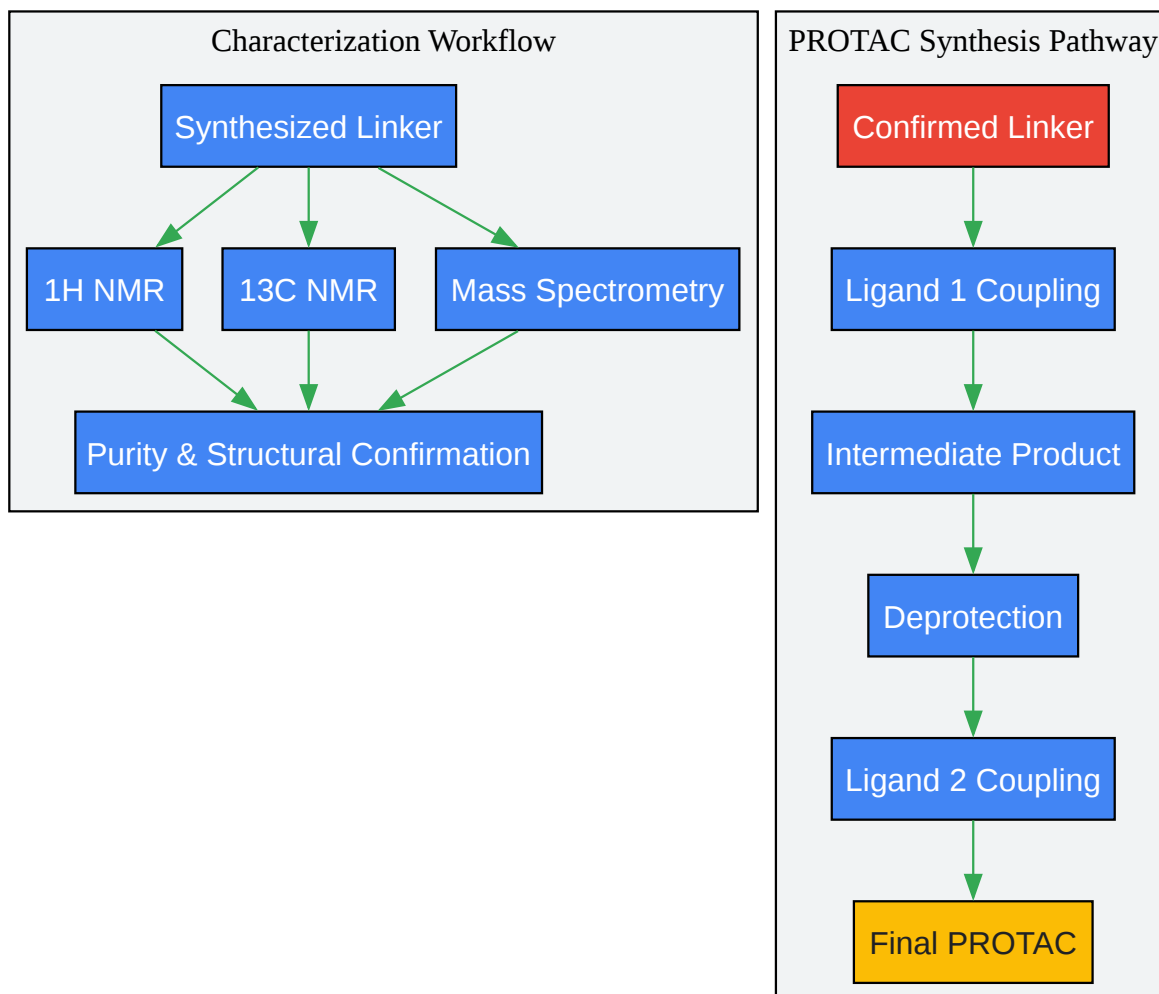 Characterization Workflow
Synthesized Linker
1H NMR
13C NMR
Mass Spectrometry
Purity & Structural Confirmation
PROTAC Synthesis Pathway
Confirmed Linker
Ligand 1 Coupling
Intermediate Product
Deprotection
Ligand 2 Coupling
Final PROTAC